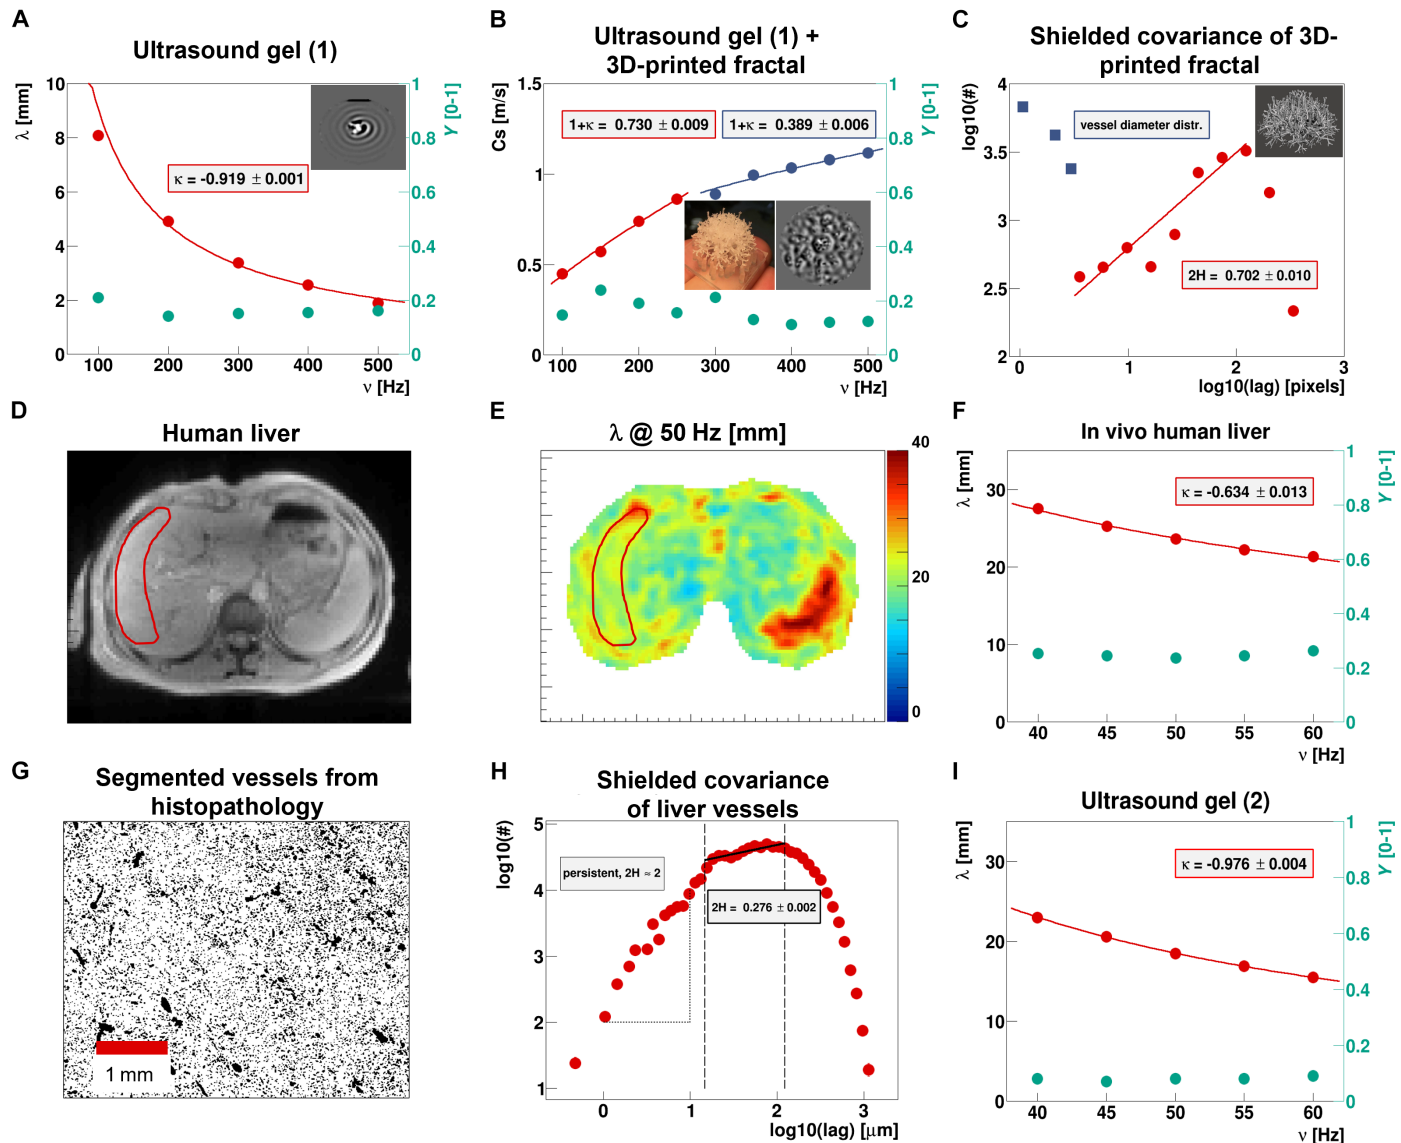 A
Ultrasound gel (1)
λ [mm]
10
8
6
4
2
0
κ = -0.919 ± 0.001
1
0.8
0.6
0.4
0.2
0
Y [0-1]
100
200
300
400
500
ν [Hz]
B
Ultrasound gel (1) +
3D-printed fractal
Cs [m/s]
1.5
1
0.5
0
1+κ = 0.730 ± 0.009
1+κ = 0.389 ± 0.006
1
0.8
0.6
0.4
0.2
0
Y [0-1]
100
200
300
400
500
ν [Hz]
C
Shielded covariance of 3D-
printed fractal
log10(#)
4
3.5
3
2.5
2
vessel diameter distr.
2H = 0.702 ± 0.010
0
1
2
3
log10(lag) [pixels]
D
Human liver
E
λ @ 50 Hz [mm]
40
20
0
F
In vivo human liver
λ [mm]
30
20
10
0
κ = -0.634 ± 0.013
1
0.8
0.6
0.4
0.2
0
Y [0-1]
40
45
50
55
60
ν [Hz]
G
Segmented vessels from
histopathology
1 mm
H
Shielded covariance
of liver vessels
log10(#)
5
4
3
2
1
persistent, 2H ≈ 2
2H = 0.276 ± 0.002
0
1
2
3
log10(lag) [μm]
I
Ultrasound gel (2)
λ [mm]
30
20
10
0
κ = -0.976 ± 0.004
1
0.8
0.6
0.4
0.2
0
Y [0-1]
40
45
50
55
60
ν [Hz]